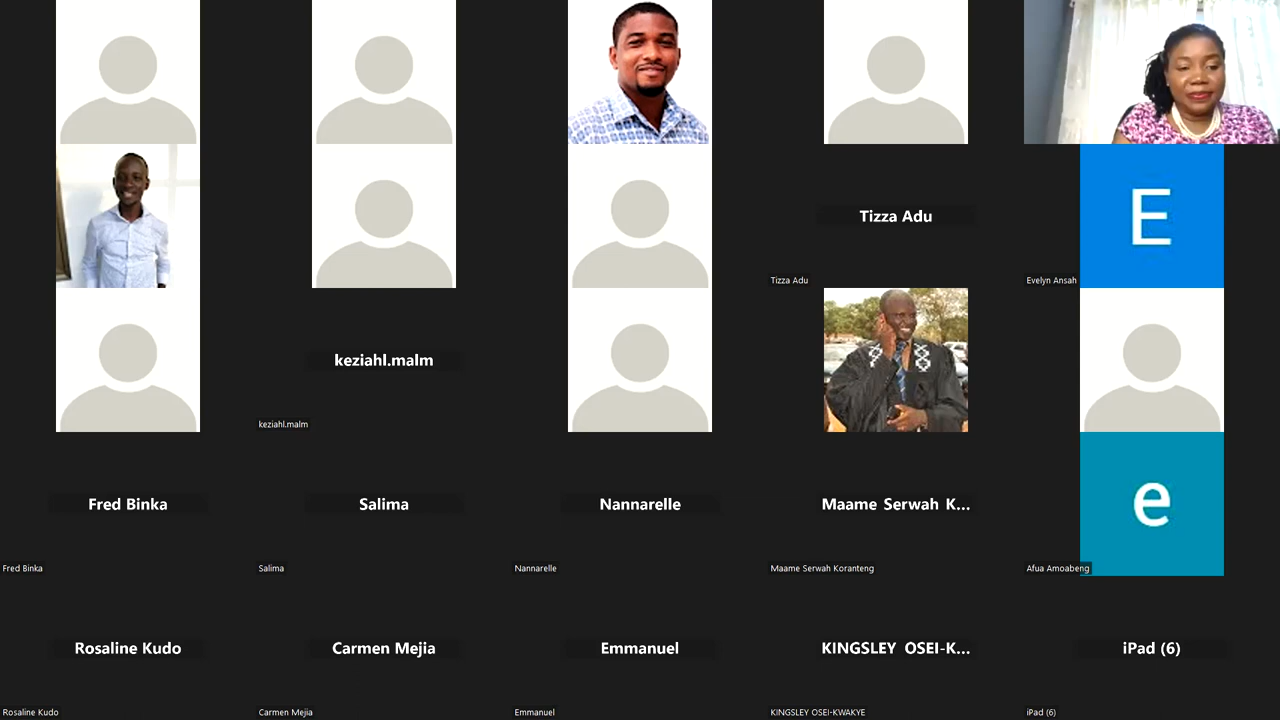 Tizza Adu
E
Tizza Adu
Evelyn Ansah
keziahl.malm
keziahl.malm
Fred Binka
Salima
Nannarelle
Maame Serwah K...
e
Fred Binka
Salima
Nannarelle
Maame Serwah Koranteng
Afua Amoabeng
Rosaline Kudo
Carmen Mejia
Emmanuel
KINGSLEY OSEI-K...
iPad (6)
Rosaline Kudo
Carmen Mejia
Emmanuel
KINGSLEY OSEI-KWAKYE
iPad (6)